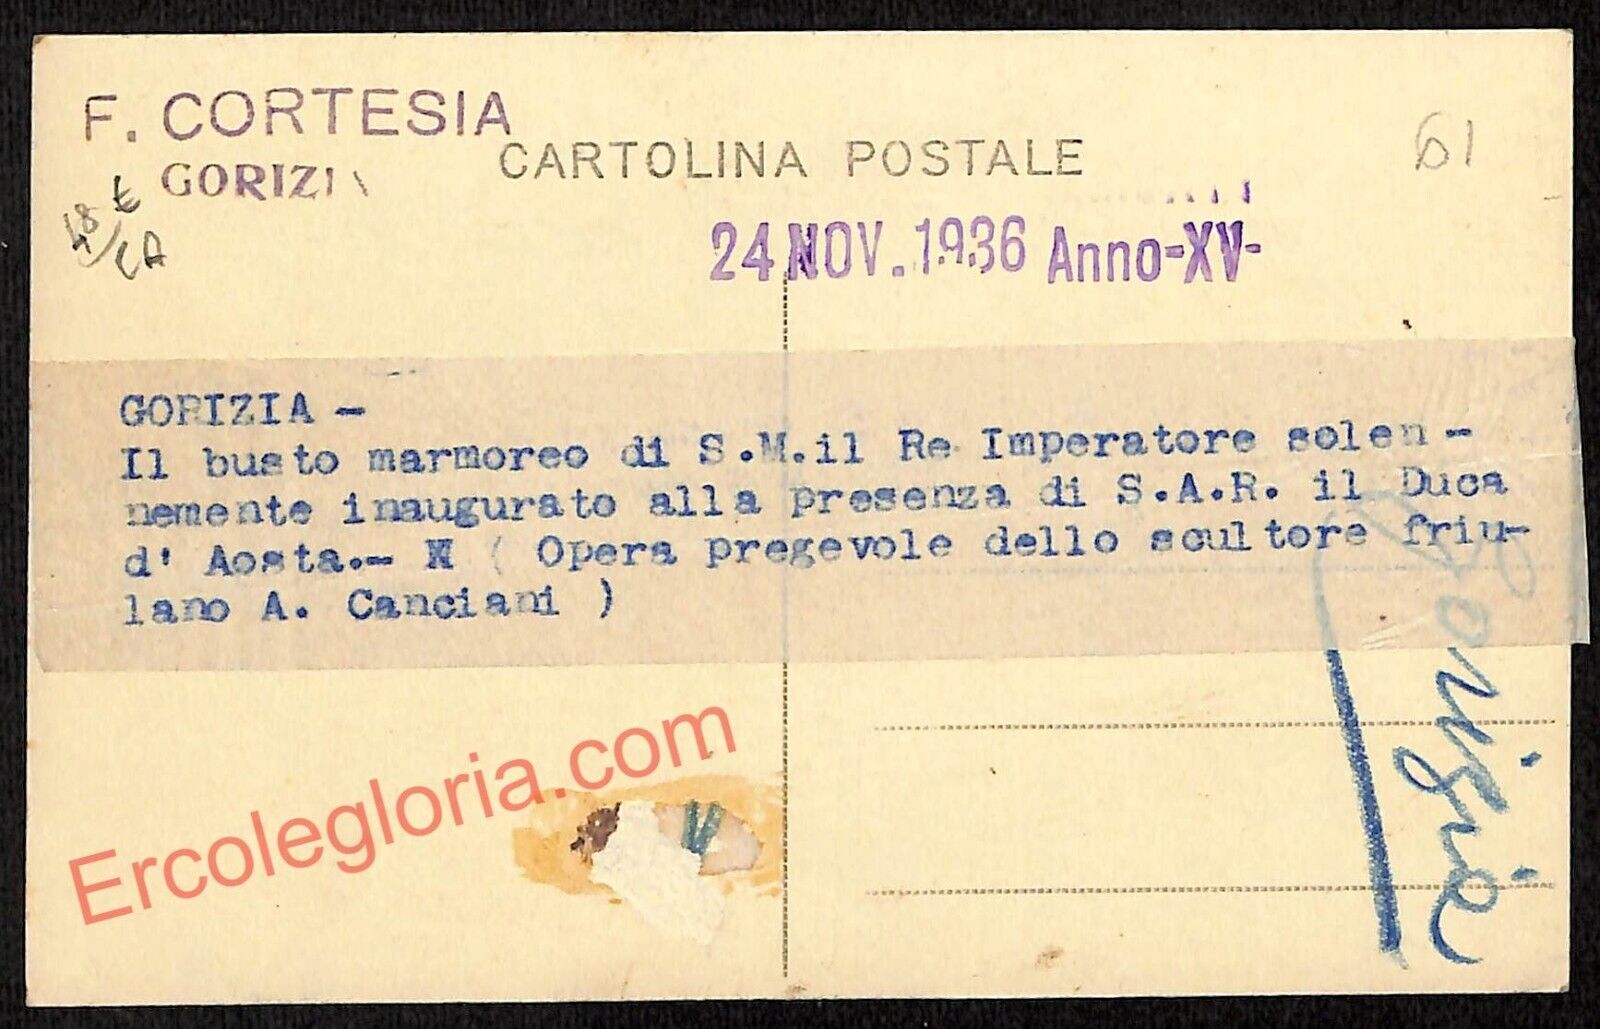 F. CORTESIA
GORIZI
CARTOLINA POSTALE
61
24 NOV. 1936 Anno-XV-
GORIZIA -
Il busto marmoreo di S.M.il Re Imperatore solen-
nemente inaugurato alla presenza di S.A.R. il Duca
d' Aosta.- ( Opera pregevole dello scultore friu-
lano A. Canciani )
Gorizia
Ercolegloria.com